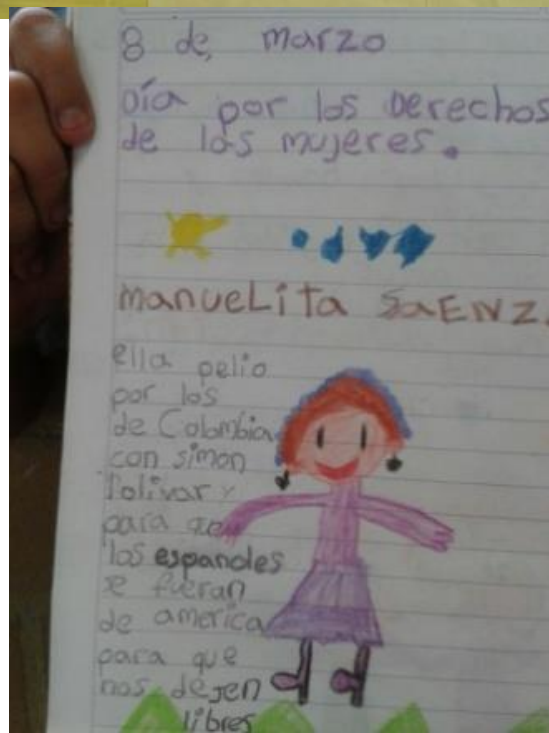 8 de marzo
Día por los Derechos
de las mujeres.
manueLita SaENZ.
ella pelio
por los
de Colombia
con simon
bolivar y
para que
los espanoles
se fueran
de america
para que
nos dejen
libres